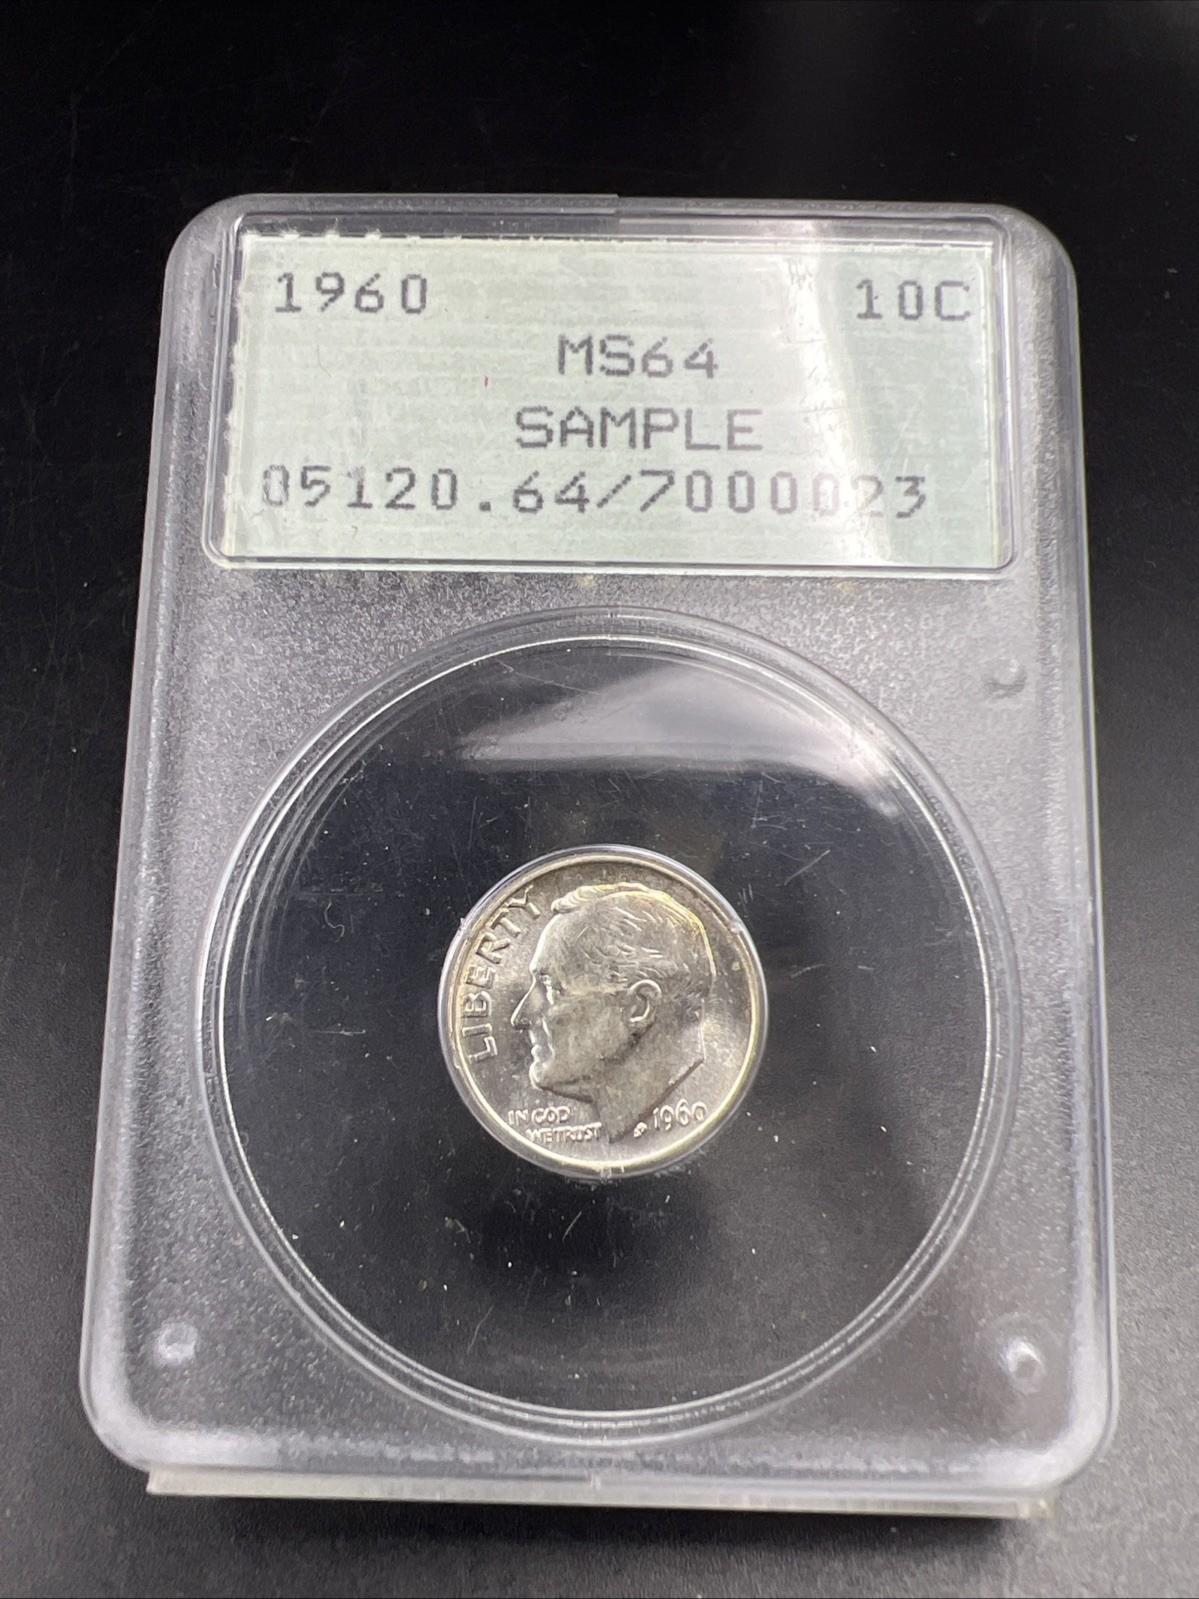 1960 10C
MS64
SAMPLE
05120.64/7000023
LIBERTY
IN GOD
WE TRUST
1960